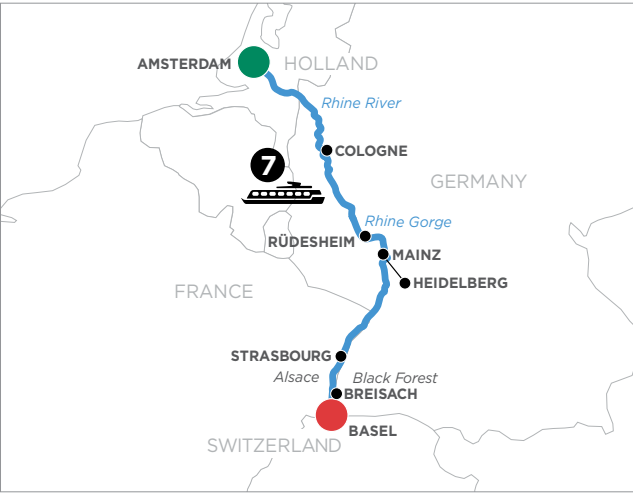 AMSTERDAM
HOLLAND
Rhine River
COLOGNE
7
GERMANY
Rhine Gorge
RÜDESHEIM
MAINZ
HEIDELBERG
FRANCE
STRASBOURG
Alsace
Black Forest
BREISACH
BASEL
SWITZERLAND